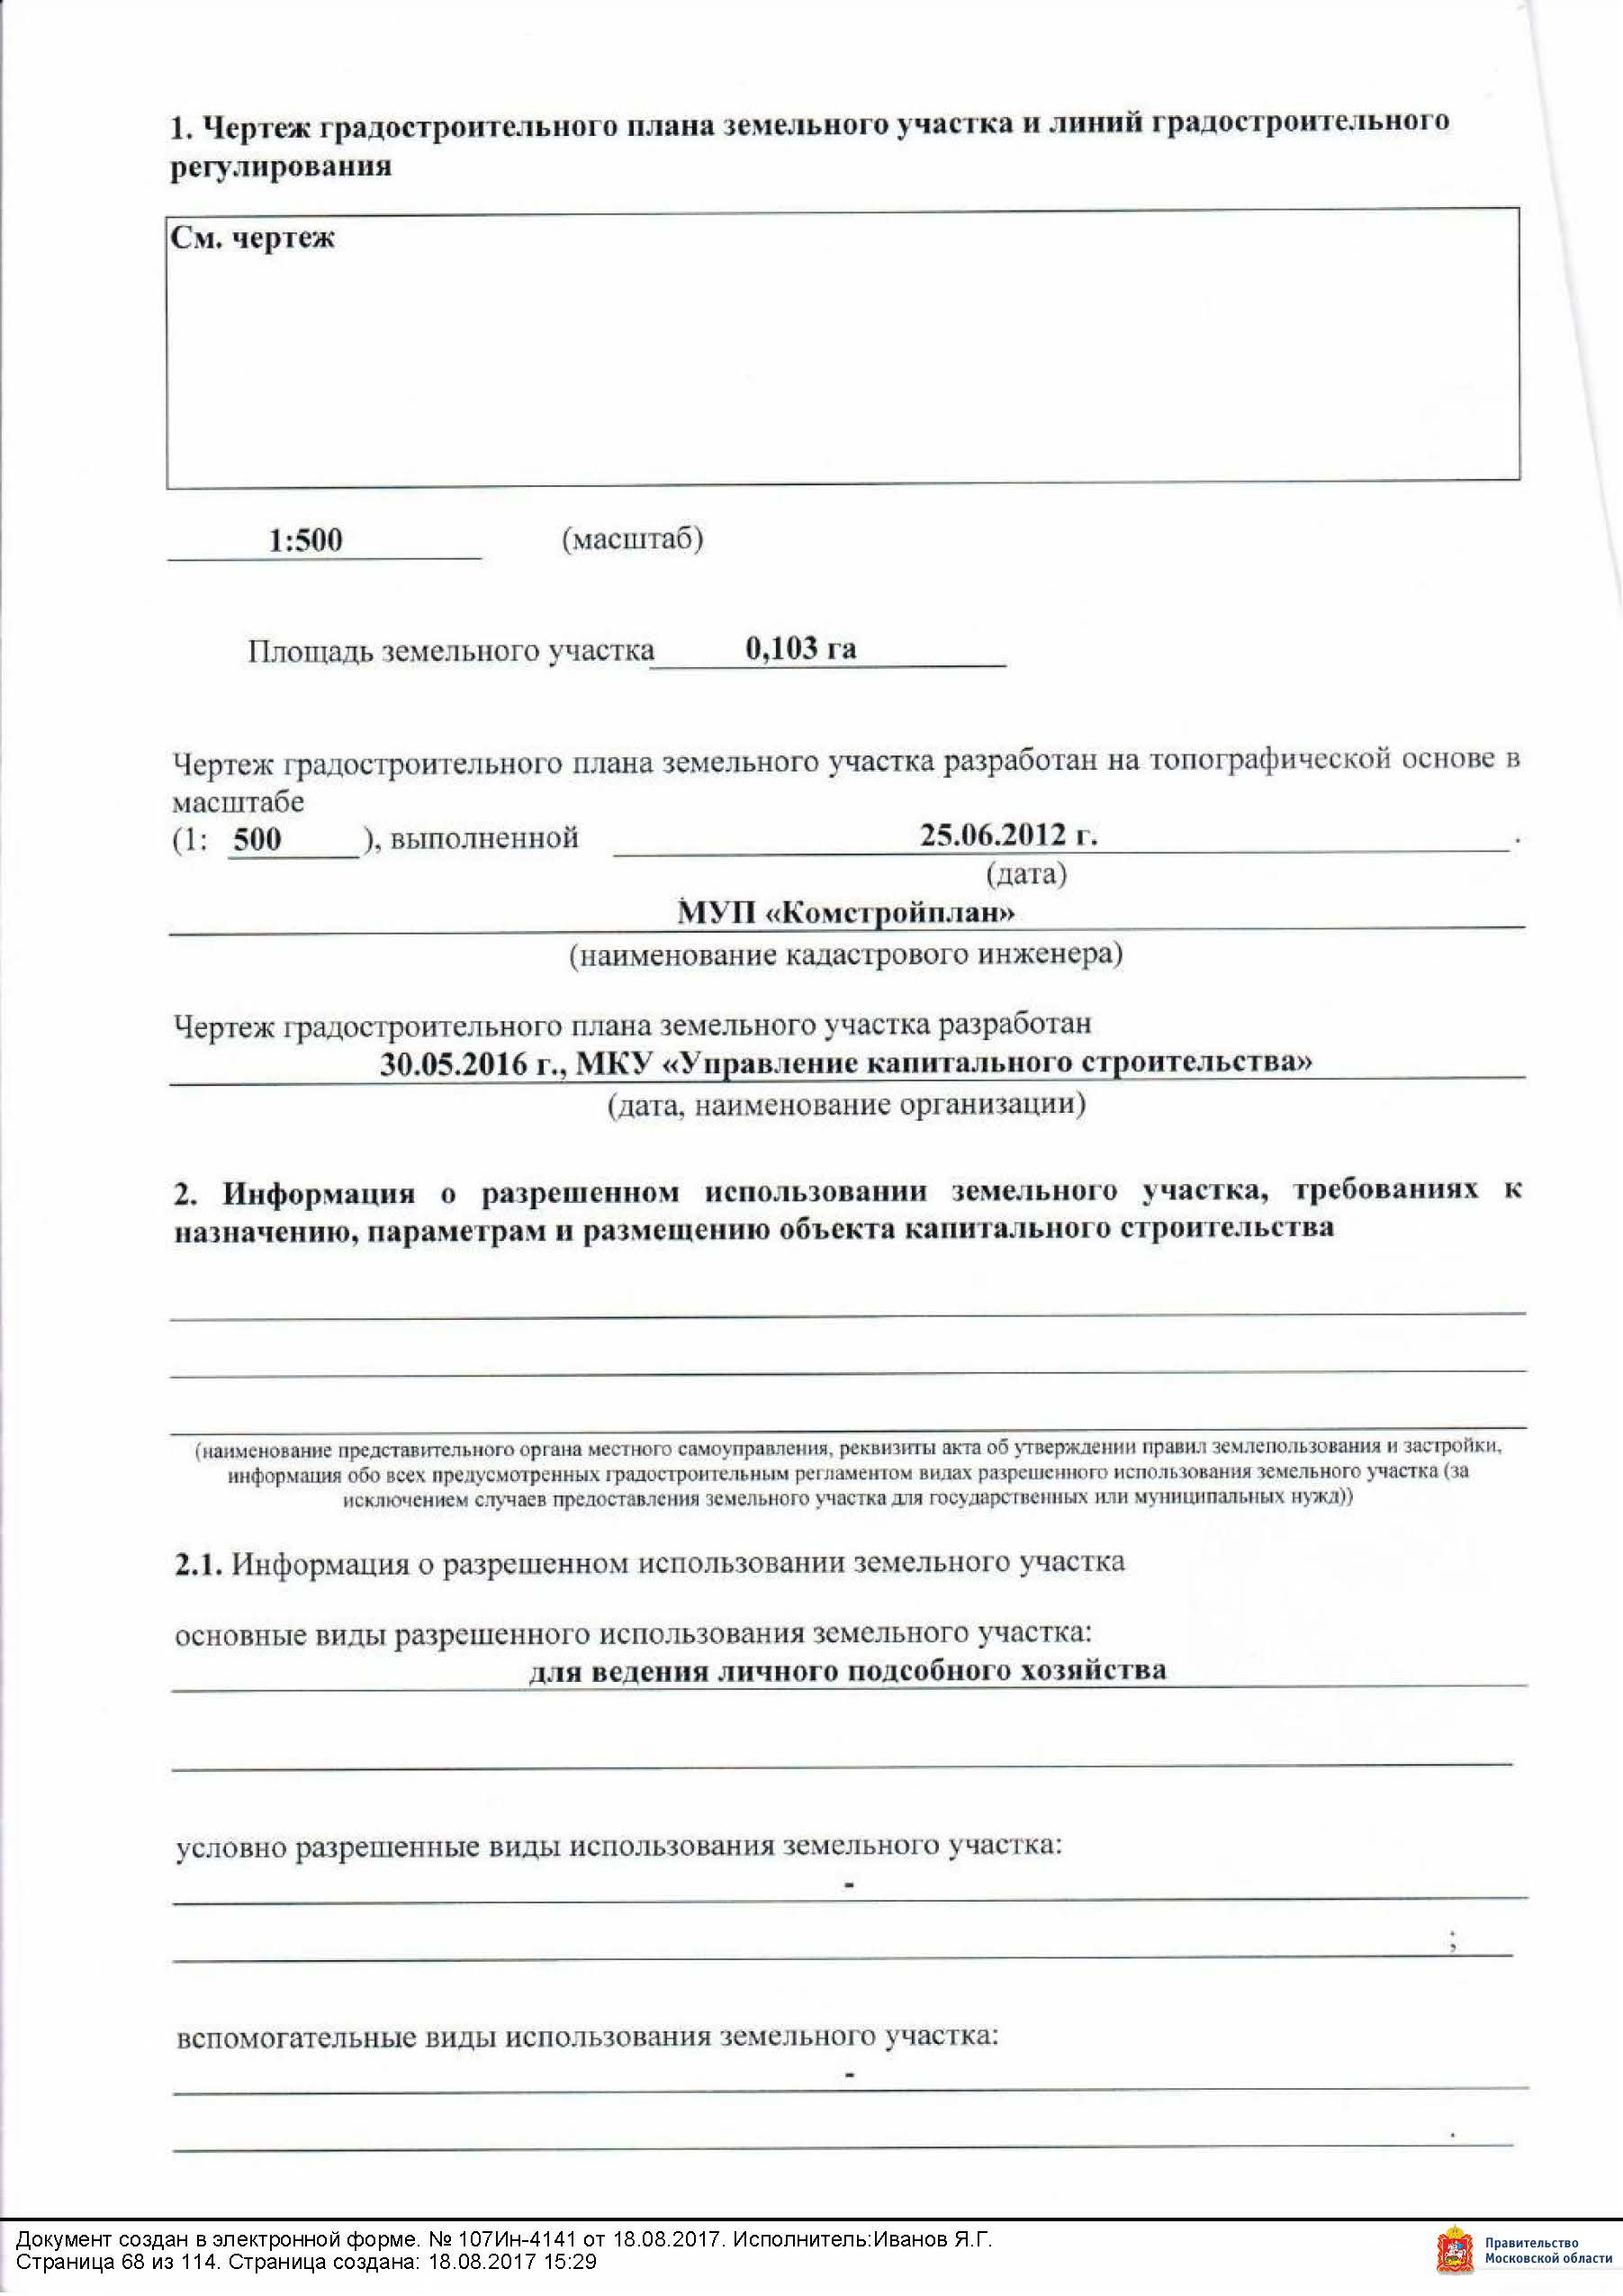 1. Чертеж градостроительного плана земельного участка и линий градостроительного
регулирования
См. чертеж
1:500 (масштаб)
Площадь земельного участка 0,103 га
Чертеж градостроительного плана земельного участка разработан на топографической основе в
масштабе
(1: 500 ), выполненной 25.06.2012 г. .
(дата)
МУП «Комстройплан»
(наименование кадастрового инженера)
Чертеж градостроительного плана земельного участка разработан
30.05.2016 г., МКУ «Управление капитального строительства»
(дата, наименование организации)
2. Информация о разрешенном использовании земельного участка, требованиях к
назначению, параметрам и размещению объекта капитального строительства
(наименование представительного органа местного самоуправления, реквизиты акта об утверждении правил землепользования и застройки,
информация обо всех предусмотренных градостроительным регламентом видах разрешенного использования земельного участка (за
исключением случаев предоставления земельного участка для государственных или муниципальных нужд))
2.1. Информация о разрешенном использовании земельного участка
основные виды разрешенного использования земельного участка:
для ведения личного подсобного хозяйства
условно разрешенные виды использования земельного участка:
-
;
вспомогательные виды использования земельного участка:
-
.
Документ создан в электронной форме. № 107Ин-4141 от 18.08.2017. Исполнитель:Иванов Я.Г.
Страница 68 из 114. Страница создана: 18.08.2017 15:29
Правительство
Московской области